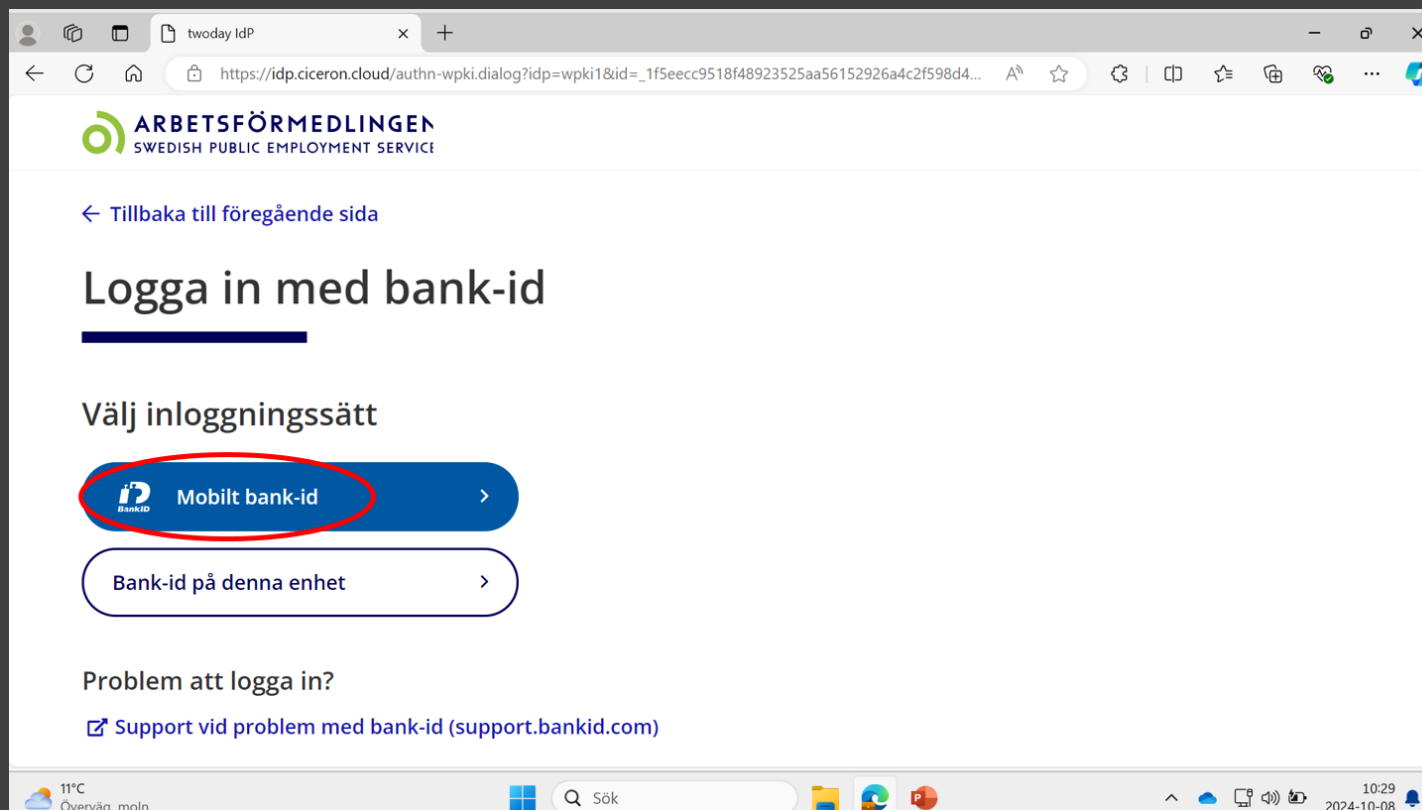 twoday IdP
https://idp.ciceron.cloud/authn-wpki.dialog?idp=wpki1&id=_1f5eecc9518f48923525aa56152926a4c2f598d4...
ARBETSFÖRMEDLINGEN
SWEDISH PUBLIC EMPLOYMENT SERVICE
Tillbaka till föregående sida
Logga in med bank-id
Välj inloggningssätt
BankID
Mobilt bank-id
Bank-id på denna enhet
Problem att logga in?
Support vid problem med bank-id (support.bankid.com)
11°C
Överväg. moln
Sök
10:29
2024-10-08